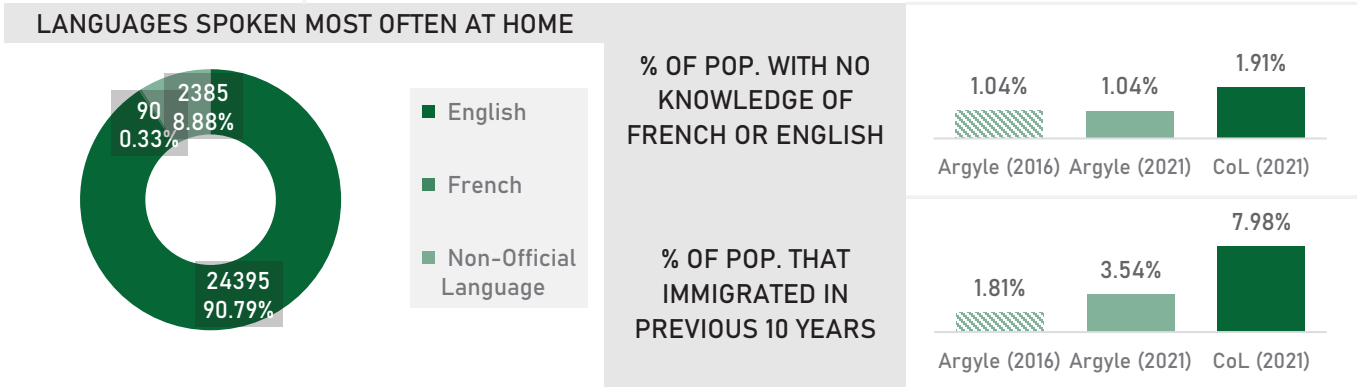 LANGUAGES SPOKEN MOST OFTEN AT HOME
90
0.33%
2385
8.88%
24395
90.79%
English
French
Non-Official
Language
% OF POP. WITH NO
KNOWLEDGE OF
FRENCH OR ENGLISH
1.04%
1.04%
1.91%
Argyle (2016) Argyle (2021) CoL (2021)
% OF POP. THAT
IMMIGRATED IN
PREVIOUS 10 YEARS
1.81%
3.54%
7.98%
Argyle (2016) Argyle (2021) CoL (2021)